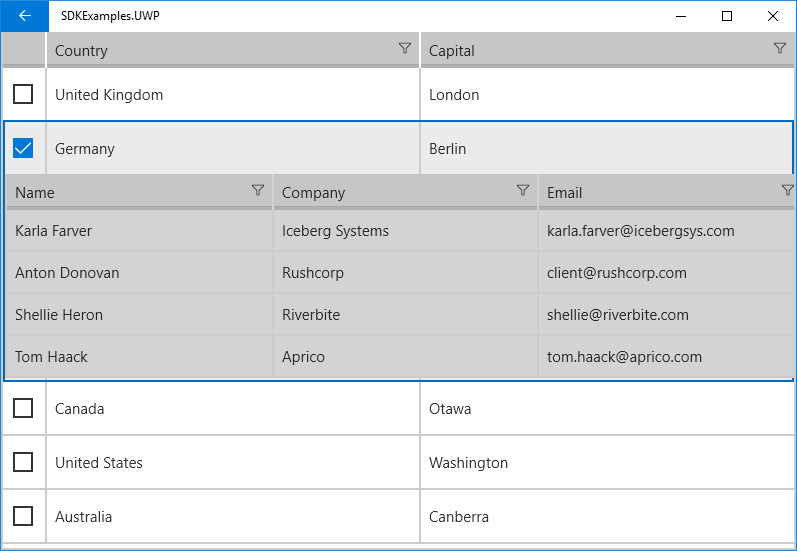 SDKExamples.UWP
Country Capital
United Kingdom London
Germany Berlin
Name Company Email
Karla Farver Iceberg Systems karla.farver@icebergsys.com
Anton Donovan Rushcorp client@rushcorp.com
Shellie Heron Riverbite shellie@riverbite.com
Tom Haack Aprico tom.haack@aprico.com
Canada Otawa
United States Washington
Australia Canberra